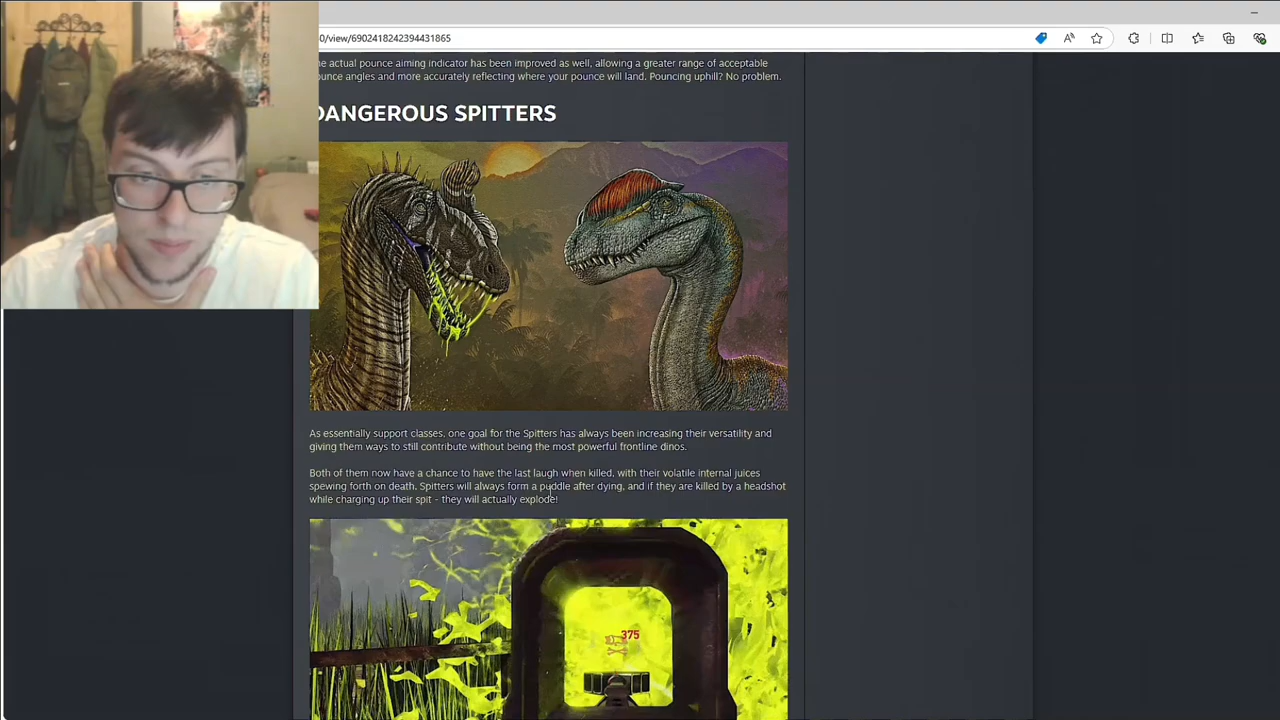 0/view/6902418242394431865
he actual pounce aiming indicator has been improved as well, allowing a greater range of acceptable
ounce angles and more accurately reflecting where your pounce will land. Pouncing uphill? No problem.
DANGEROUS SPITTERS
As essentially support classes, one goal for the Spitters has always been increasing their versatility and
giving them ways to still contribute without being the most powerful frontline dinos.
Both of them now have a chance to have the last laugh when killed, with their volatile internal juices
spewing forth on death. Spitters will always form a puddle after dying, and if they are killed by a headshot
while charging up their spit - they will actually explode!
375